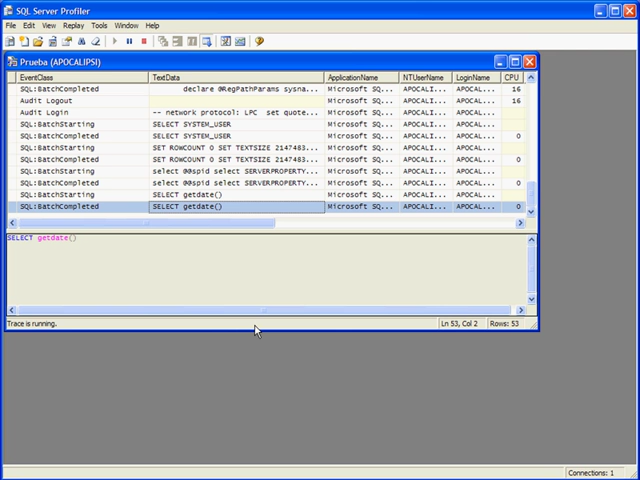 SQL Server Profiler
File Edit View Replay Tools Window Help
Prueba (APOCALIPSI)
EventClass TextData ApplicationName NTUserName LoginName CPU
SQL:BatchCompleted declare @RegPathParams sysna... Microsoft SQ... APOCALI... APOCAL... 16
Audit Logout Microsoft SQ... APOCALI... APOCAL... 16
Audit Login -- network protocol: LPC set quote... Microsoft SQ... APOCALI... APOCAL...
SQL:BatchStarting SELECT SYSTEM_USER Microsoft SQ... APOCALI... APOCAL...
SQL:BatchCompleted SELECT SYSTEM_USER Microsoft SQ... APOCALI... APOCAL... 0
SQL:BatchStarting SET ROWCOUNT 0 SET TEXTSIZE 2147483... Microsoft SQ... APOCALI... APOCAL...
SQL:BatchCompleted SET ROWCOUNT 0 SET TEXTSIZE 2147483... Microsoft SQ... APOCALI... APOCAL... 0
SQL:BatchStarting select @@spid select SERVERPROPERTY... Microsoft SQ... APOCALI... APOCAL...
SQL:BatchCompleted select @@spid select SERVERPROPERTY... Microsoft SQ... APOCALI... APOCAL... 0
SQL:BatchStarting SELECT getdate() Microsoft SQ... APOCALI... APOCAL...
SQL:BatchCompleted SELECT getdate() Microsoft SQ... APOCALI... APOCAL... 0
SELECT getdate()
Trace is running. Ln 53, Col 2 Rows: 53
Connections: 1